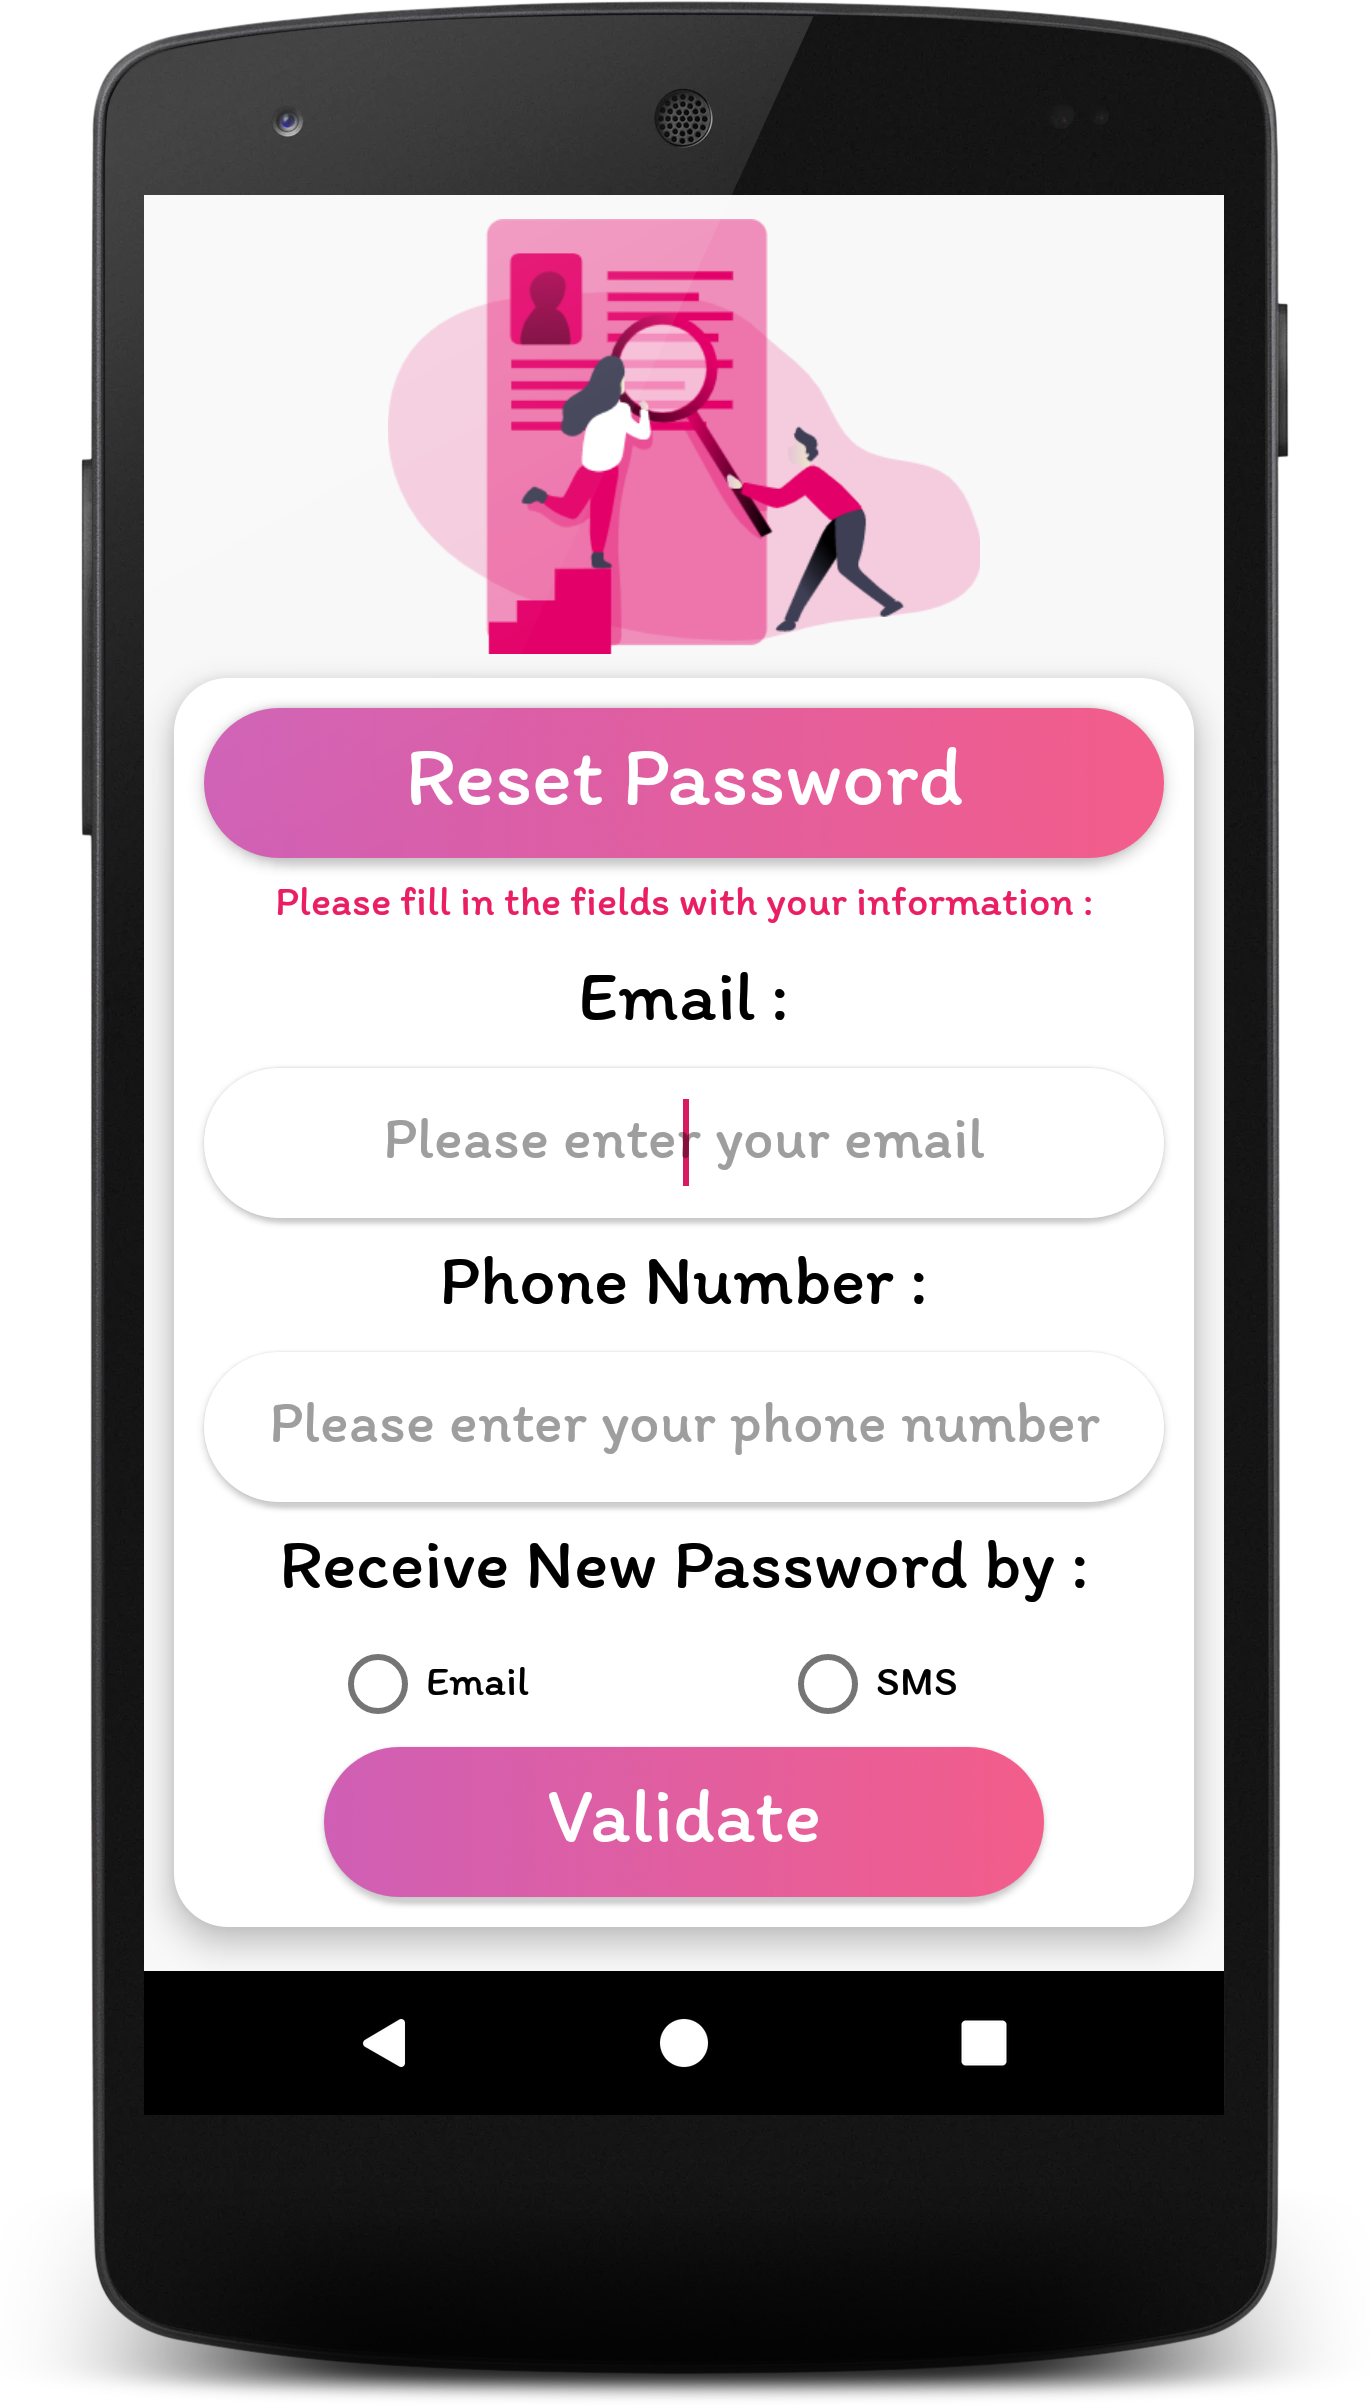 Reset Password
Please fill in the fields with your information :
Email :
Please enter your email
Phone Number :
Please enter your phone number
Receive New Password by :
Email
SMS
Validate